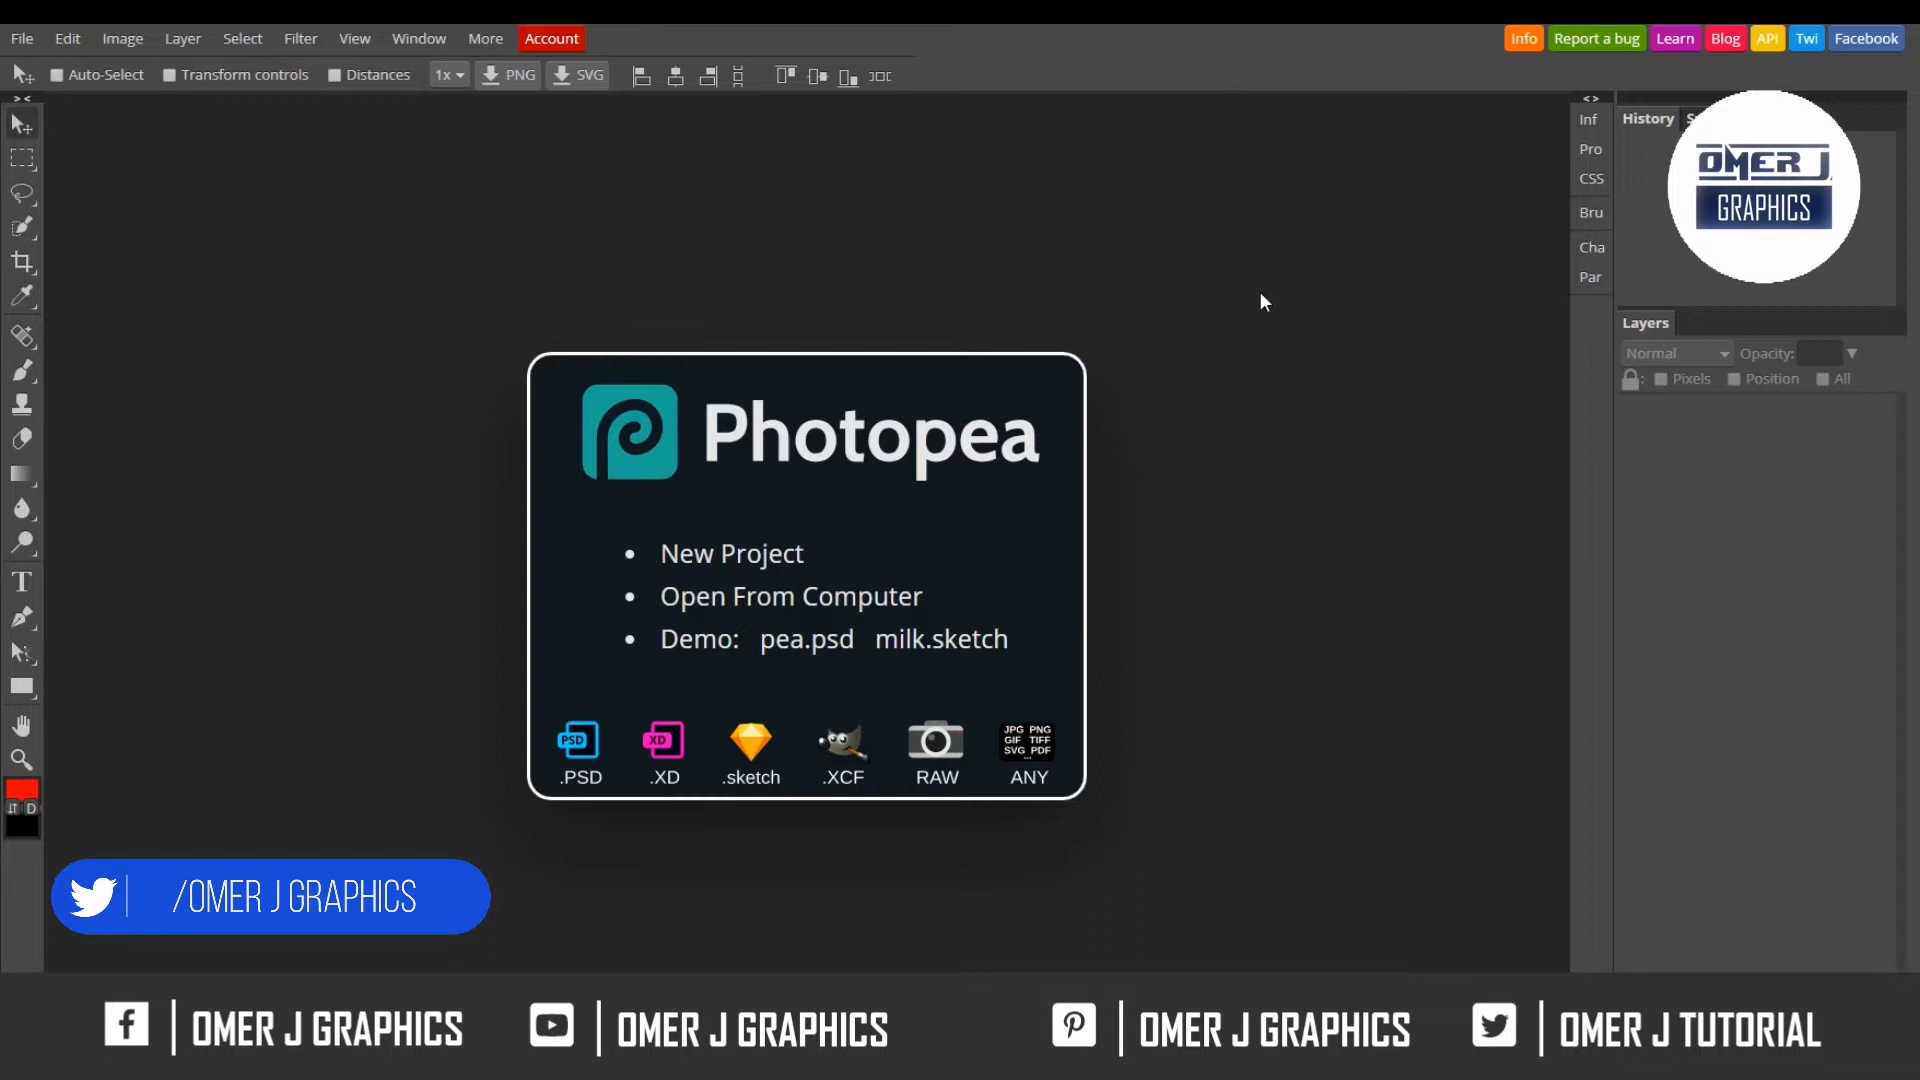 File Edit Image Layer Select Filter View Window More Account Info Report a bug Learn Blog API Twi Facebook
Auto-Select Transform controls Distances 1x PNG SVG
> <
< >
Inf
Pro
CSS
Bru
Cha
Par
History
OMER J
GRAPHICS
Layers
Normal Opacity:
: Pixels Position All
Photopea
New Project
Open From Computer
Demo: pea.psd milk.sketch
PSD XD JPG PNG
GIF TIFF
SVG PDF
...
.PSD .XD .sketch .XCF RAW ANY
T
D
/OMER J GRAPHICS
OMER J GRAPHICS OMER J GRAPHICS OMER J GRAPHICS OMER J TUTORIAL